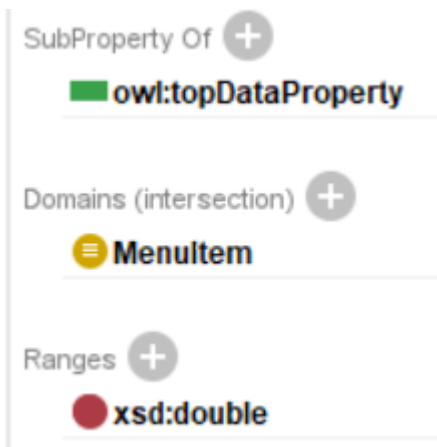 SubProperty Of
owl:topDataProperty
Domains (intersection)
MenuItem
Ranges
xsd:double